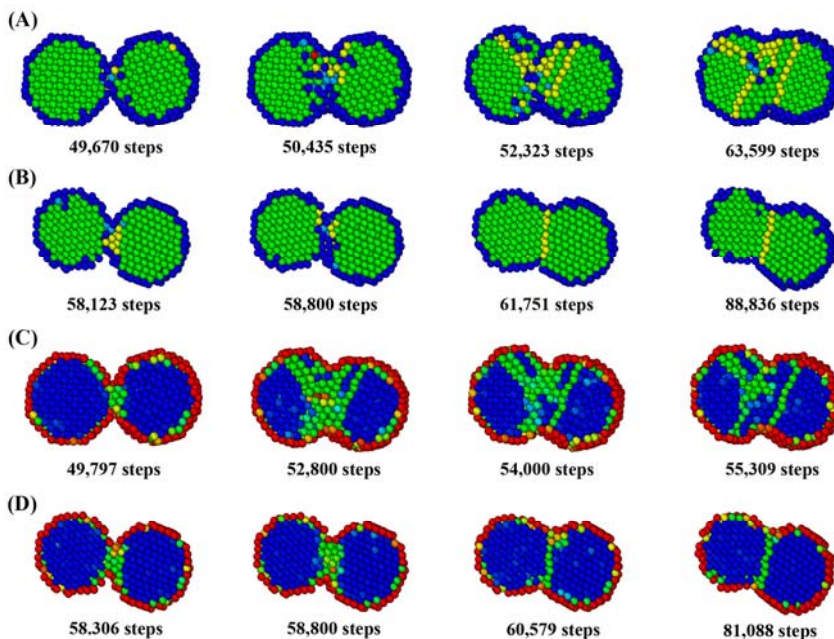 (A)
49,670 steps 50,435 steps 52,323 steps 63,599 steps
(B)
58,123 steps 58,800 steps 61,751 steps 88,836 steps
(C)
49,797 steps 52,800 steps 54,000 steps 55,309 steps
(D)
58.306 steps 58,800 steps 60,579 steps 81,088 steps